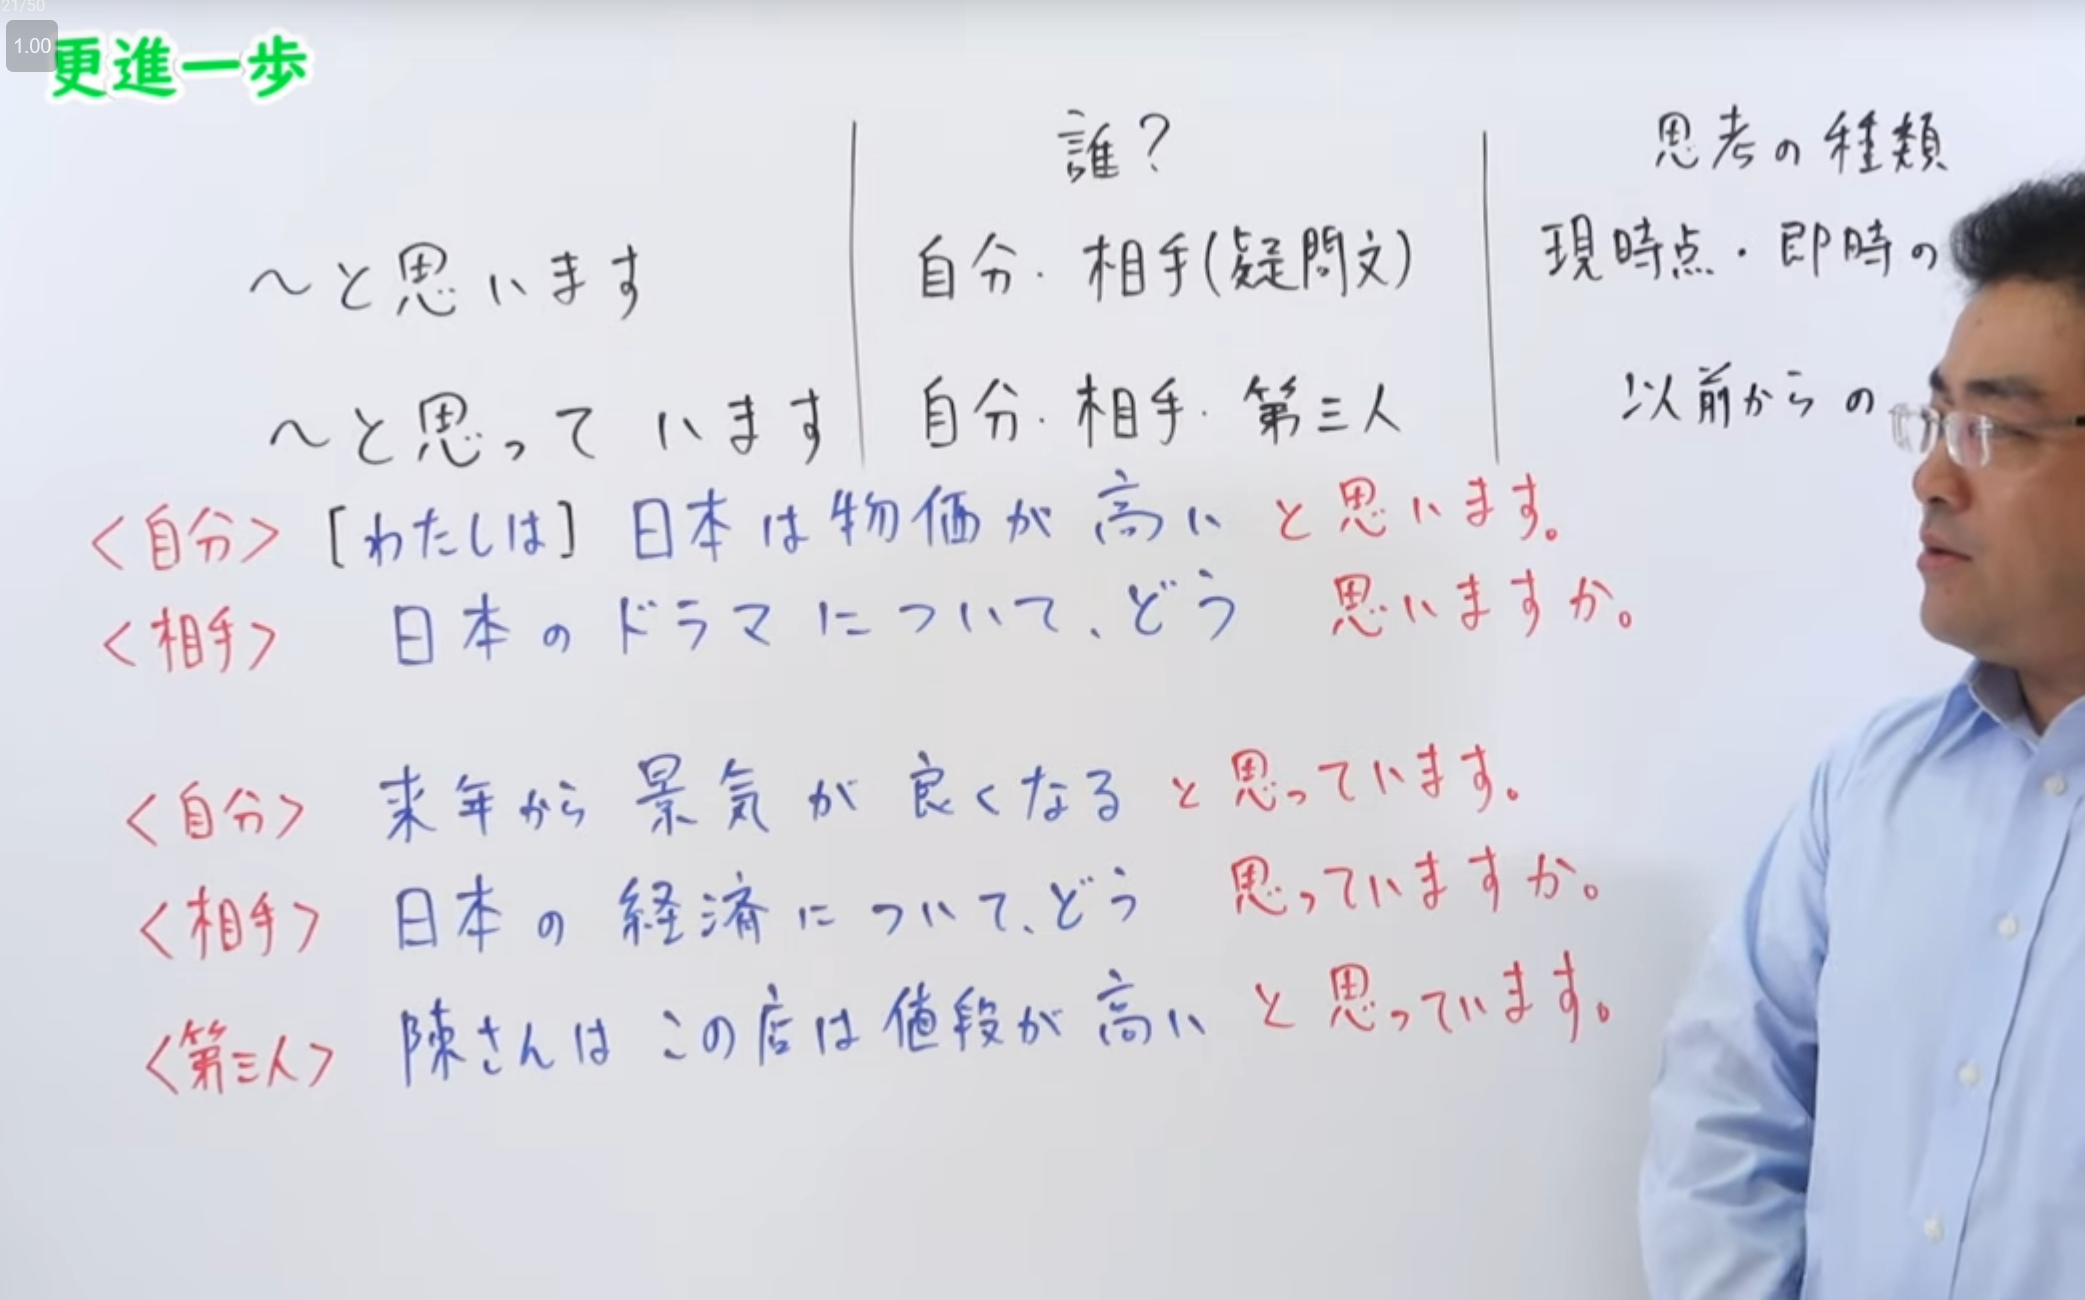 21/50
1.00
更進一歩
誰?
思考の種類
～と思います
自分・相手(疑問文)
現時点・即時の
～と思っています
自分・相手・第三人
以前からの
<自分> [わたしは] 日本は物価が高いと思います。
<相手> 日本のドラマについて、どう 思いますか。
<自分> 来年から景気が良くなると思っています。
<相手> 日本の経済について、どう 思っていますか。
<第三人> 陳さんはこの店は値段が高いと思っています。